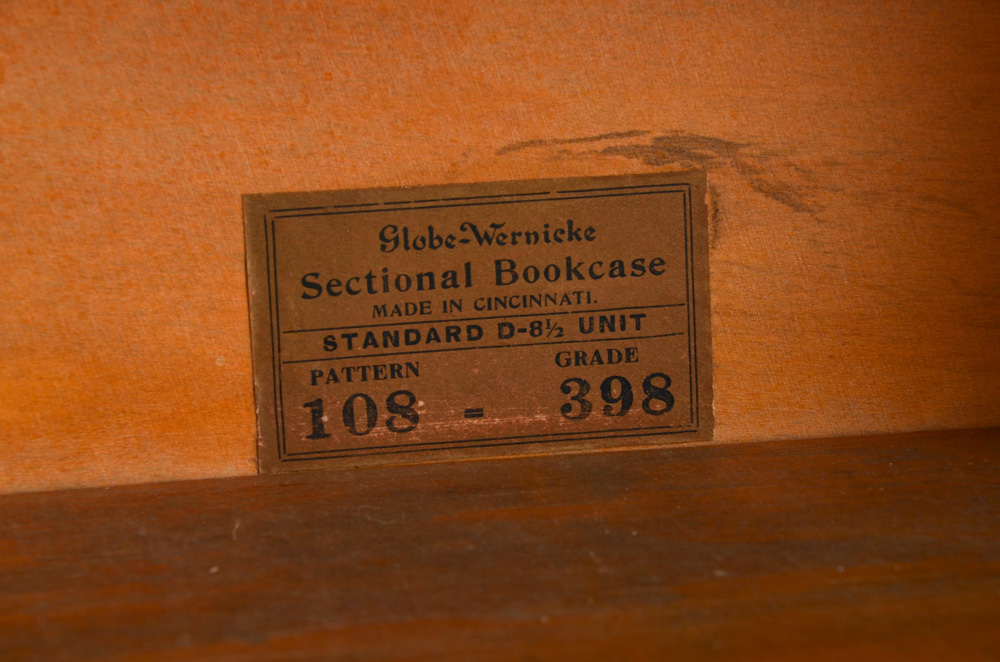 Globe-Wernicke
Sectional Bookcase
MADE IN CINCINNATI.
STANDARD D-8½ UNIT
PATTERN GRADE
108 - 398